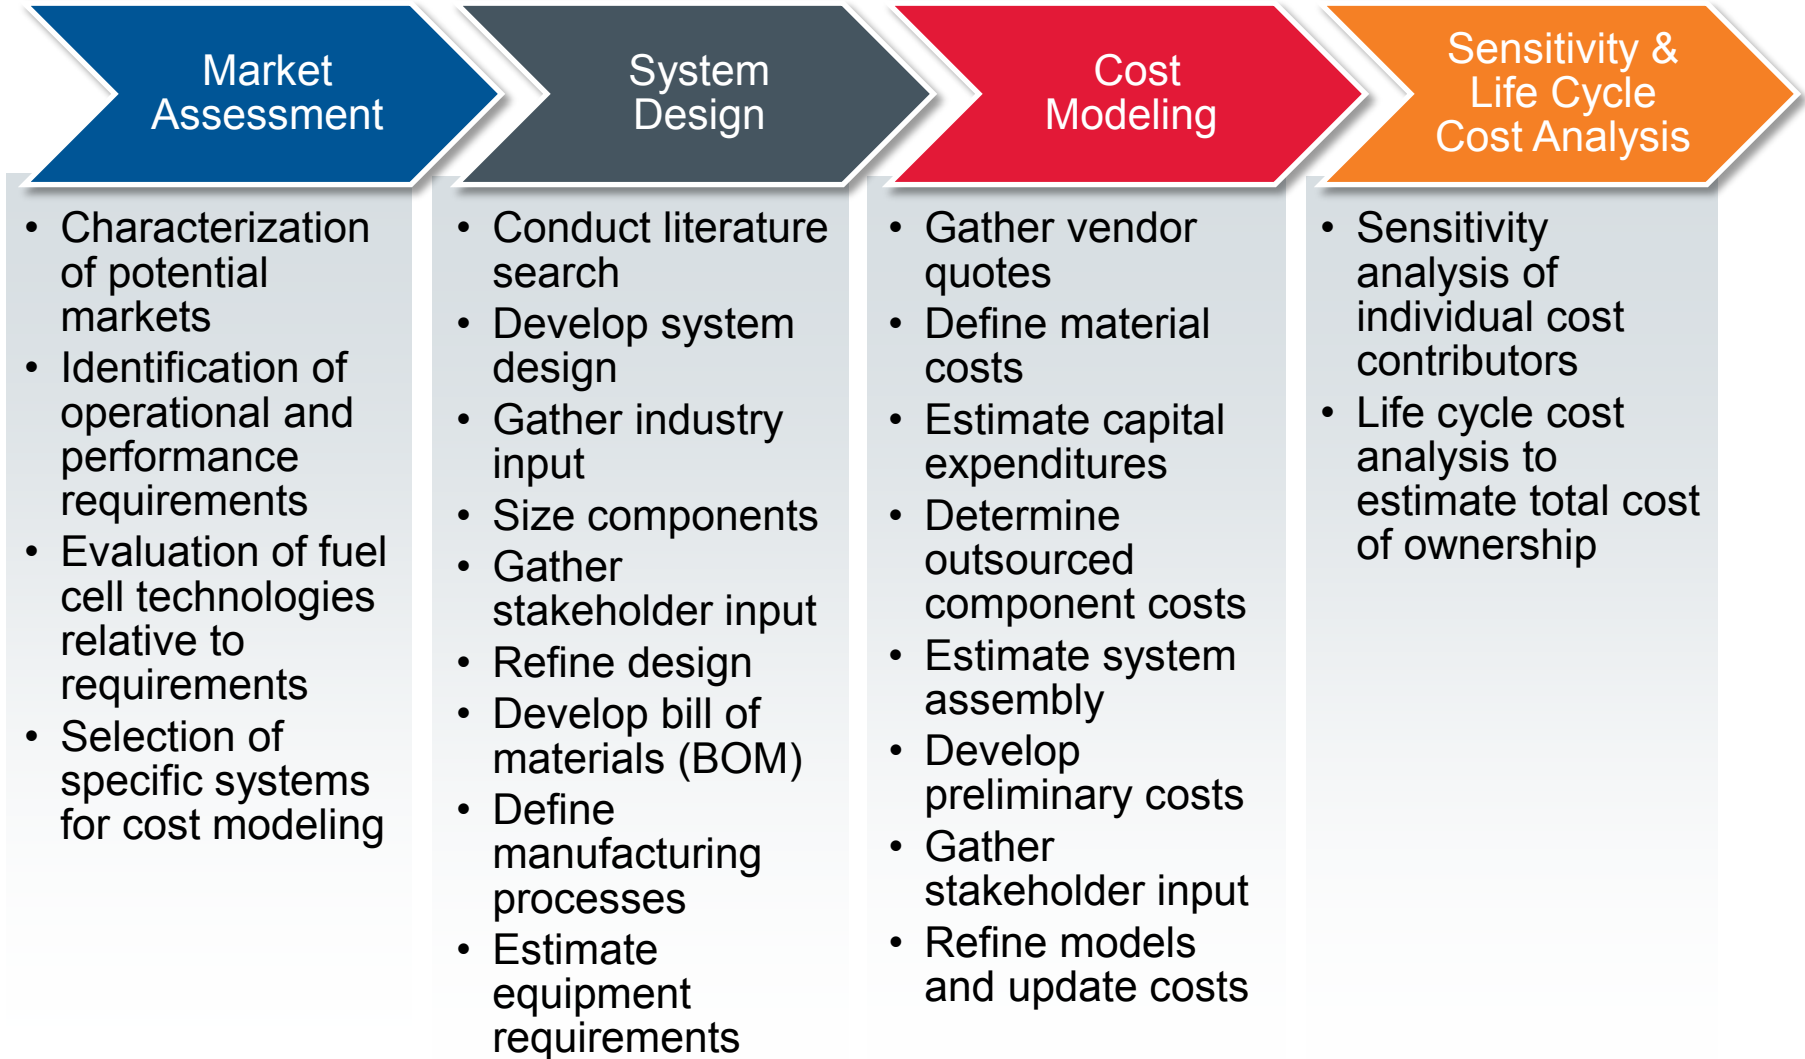 Market
Assessment
• Characterization
of potential
markets
• Identification of
operational and
performance
requirements
• Evaluation of fuel
cell technologies
relative to
requirements
• Selection of
specific systems
for cost modeling
System
Design
• Conduct literature
search
• Develop system
design
• Gather industry
input
• Size components
• Gather
stakeholder input
• Refine design
• Develop bill of
materials (BOM)
• Define
manufacturing
processes
• Estimate
equipment
requirements
Cost
Modeling
• Gather vendor
quotes
• Define material
costs
• Estimate capital
expenditures
• Determine
outsourced
component costs
• Estimate system
assembly
• Develop
preliminary costs
• Gather
stakeholder input
• Refine models
and update costs
Sensitivity &
Life Cycle
Cost Analysis
• Sensitivity
analysis of
individual cost
contributors
• Life cycle cost
analysis to
estimate total cost
of ownership